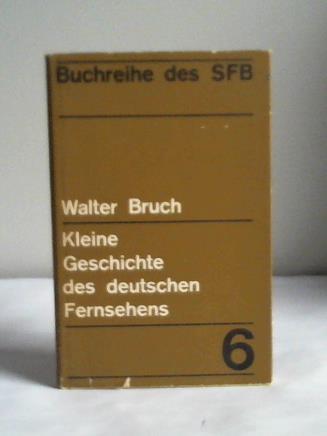 Buchreihe des SFB
Walter Bruch
Kleine
Geschichte
des deutschen
Fernsehens
6